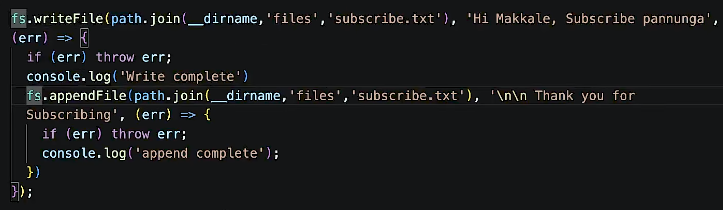 fs.writeFile(path.join(__dirname,'files','subscribe.txt'), 'Hi Makkale, Subscribe pannunga',
(err) => {
  if (err) throw err;
  console.log('Write complete')
  fs.appendFile(path.join(__dirname,'files','subscribe.txt'), '\n\n Thank you for
  Subscribing', (err) => {
    if (err) throw err;
    console.log('append complete');
  })
});